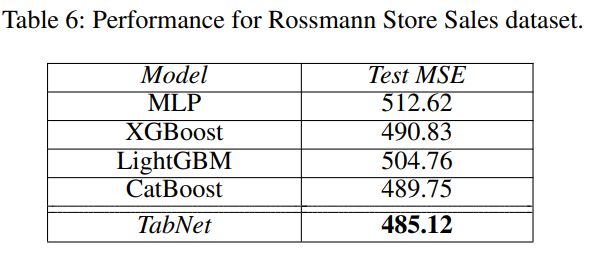 Table 6: Performance for Rossmann Store Sales dataset.
Model Test MSE
MLP 512.62
XGBoost 490.83
LightGBM 504.76
CatBoost 489.75
TabNet 485.12